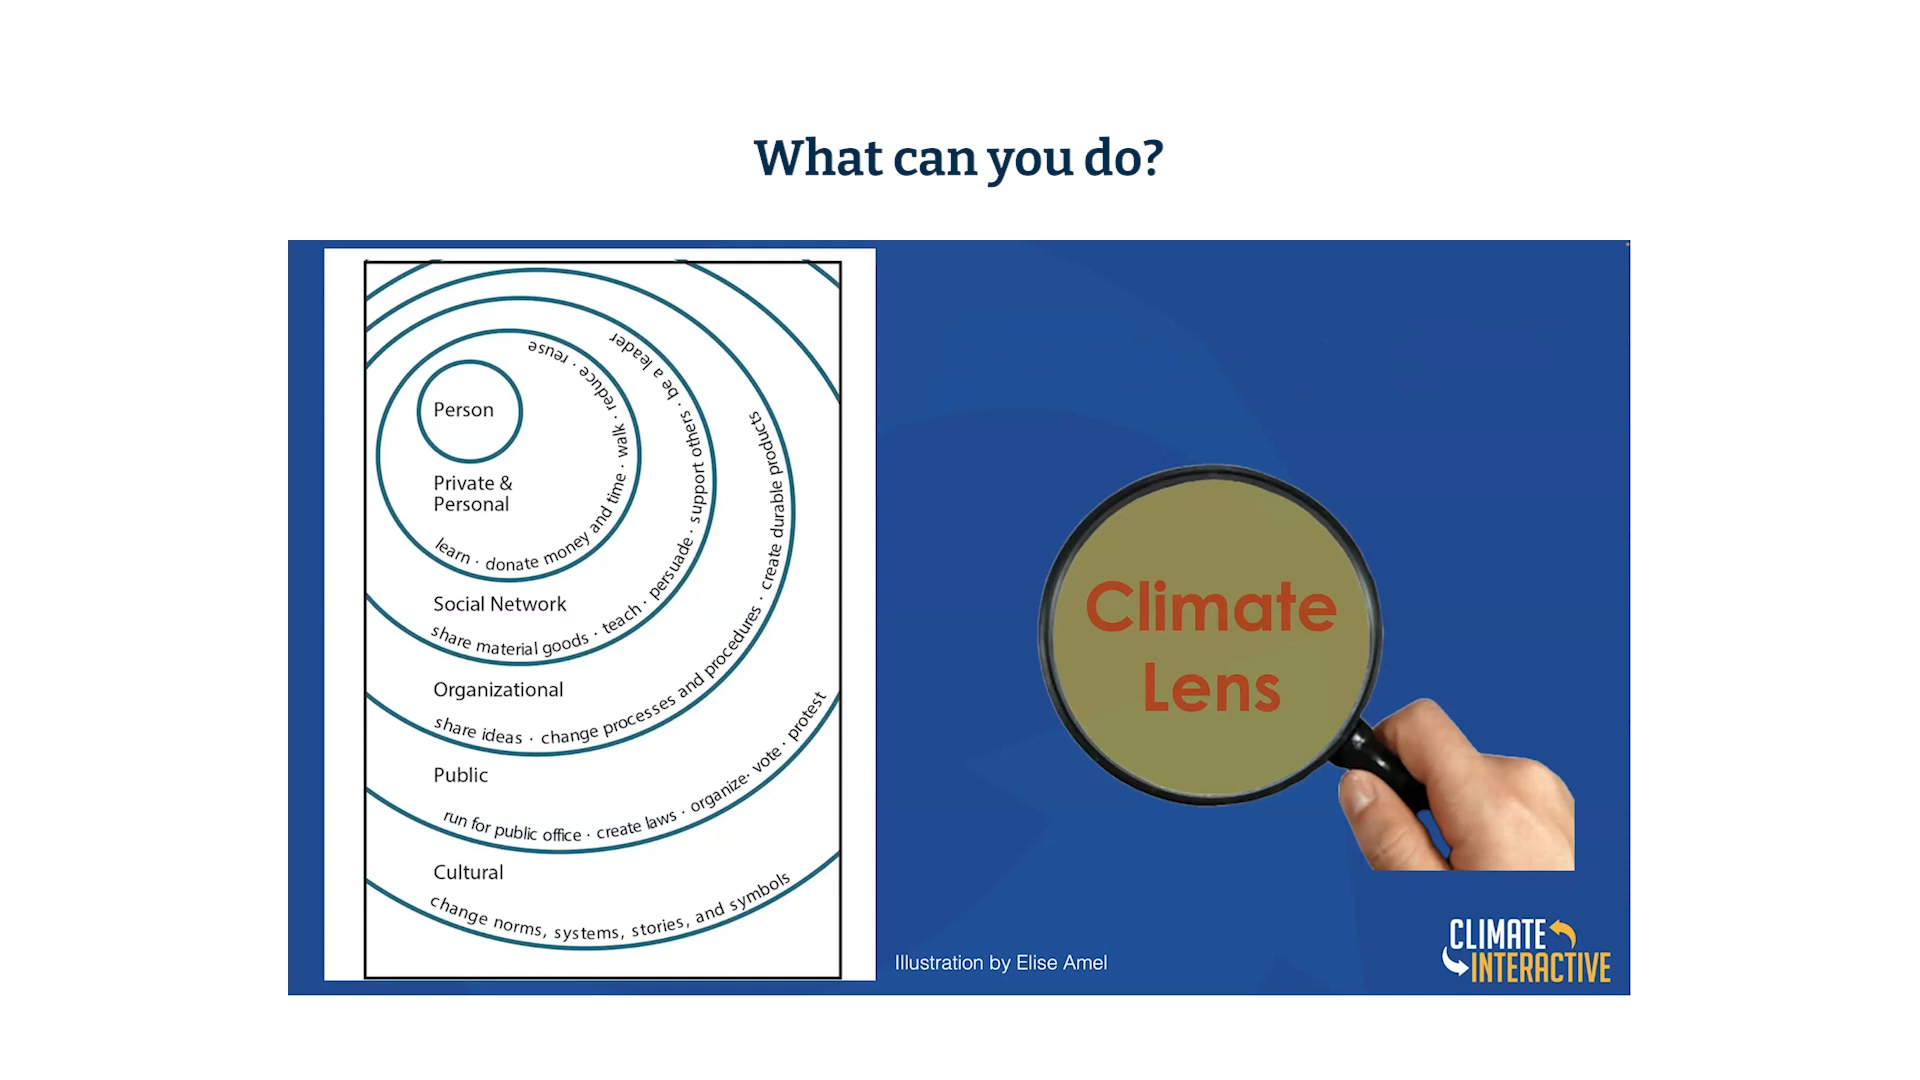 What can you do?
Person
Private &
Personal
learn · donate money and time · walk · reduce · reuse
Social Network
share material goods · teach · persuade · support others · be a leader
Organizational
share ideas · change processes and procedures · create durable products
Public
run for public office · create laws · organize· vote · protest
Cultural
change norms, systems, stories, and symbols
Climate
Lens
Illustration by Elise Amel
CLIMATE
INTERACTIVE